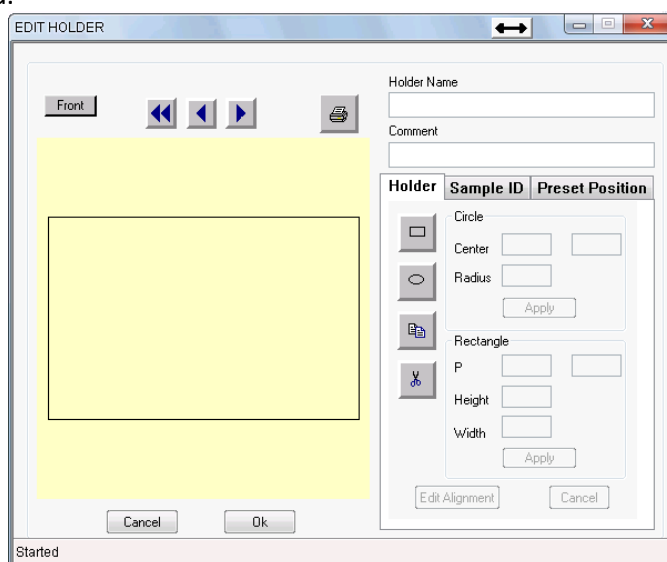 EDIT HOLDER
Front
Holder Name
Comment
Holder Sample ID Preset Position
Circle
Center
Radius
Apply
Rectangle
P
Height
Width
Apply
Edit Alignment Cancel
Cancel Ok
Started